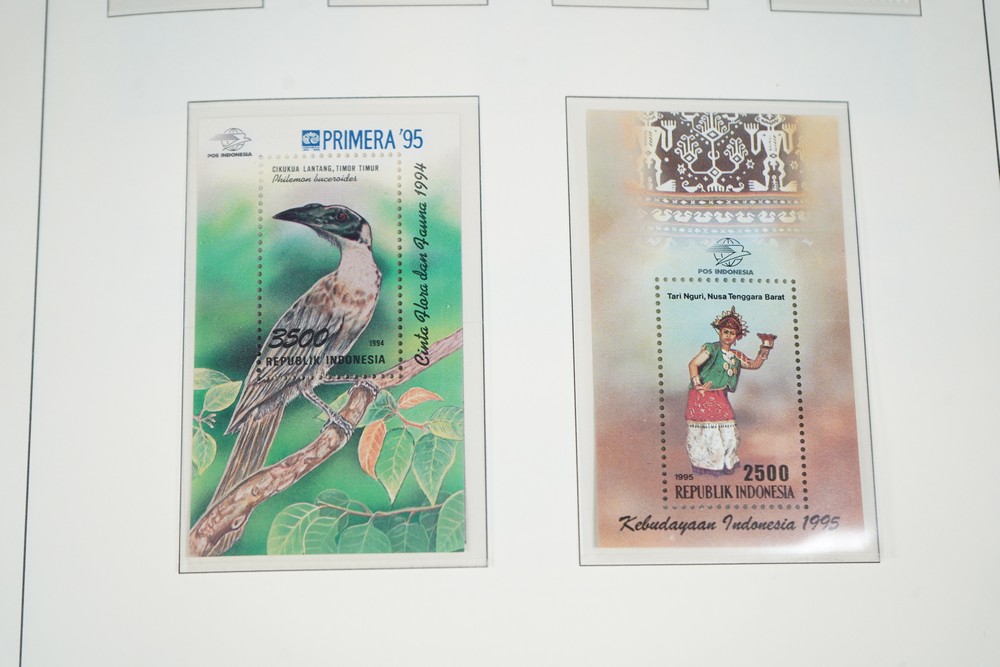 POS INDONESIA
PRIMERA '95
CIKUKUA LANTANG, TIMOR TIMUR
Philemon buceroides
Cinta Flora dan Fauna 1994
3500
1994
REPUBLIK INDONESIA
POS INDONESIA
Tari Nguri, Nusa Tenggara Barat
1995
2500
REPUBLIK INDONESIA
Kebudayaan Indonesia 1995